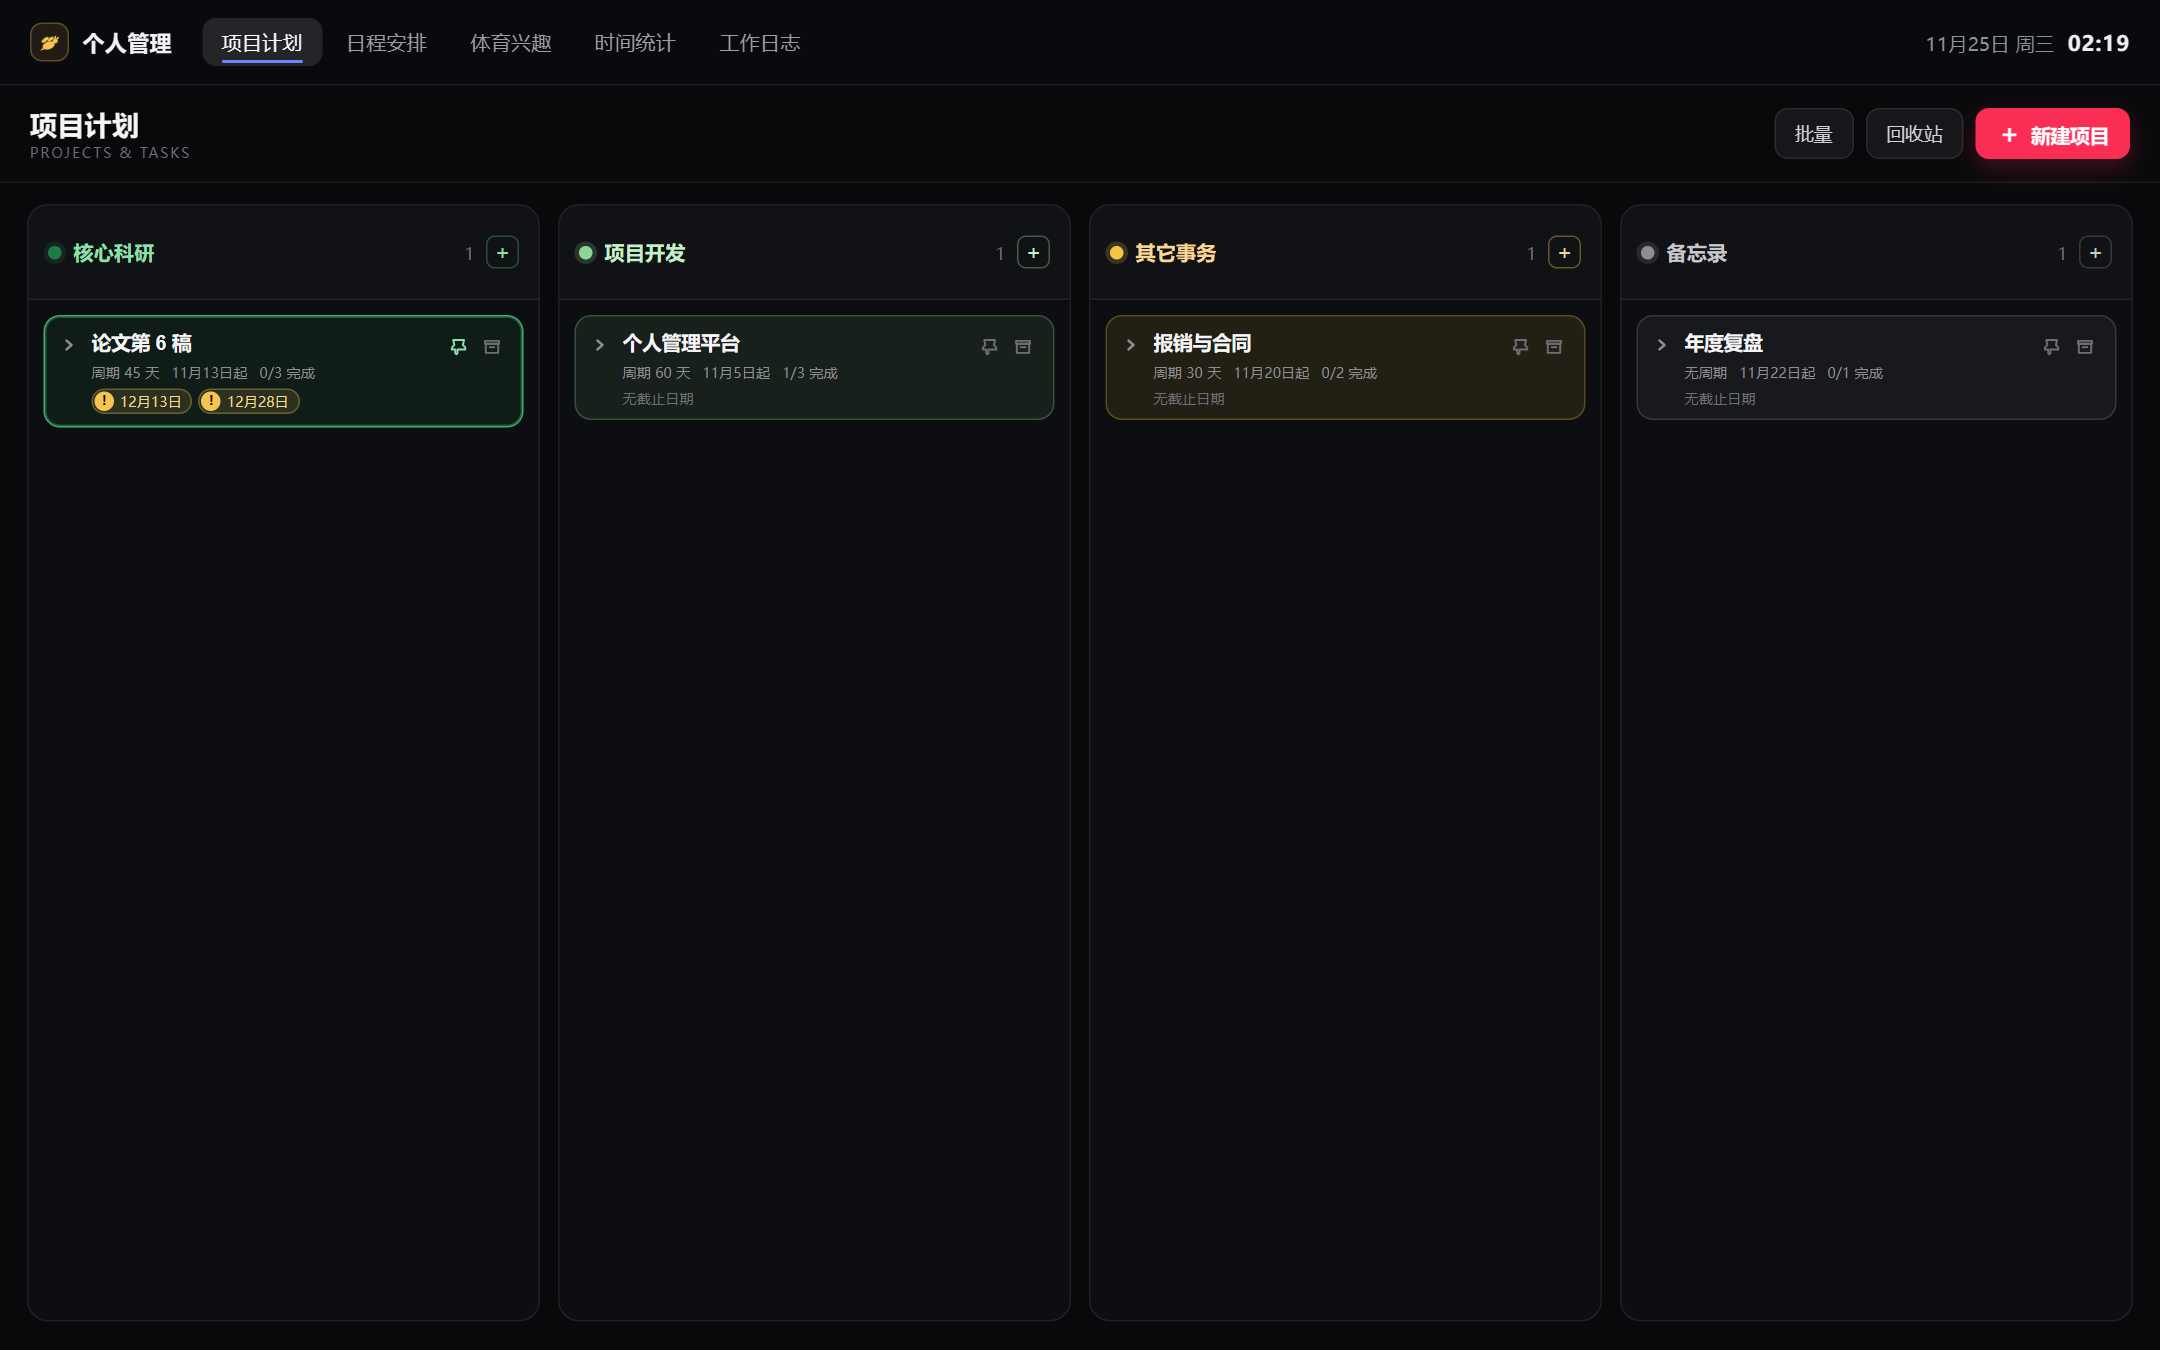 个人管理 项目计划 日程安排 体育兴趣 时间统计 工作日志 11月25日 周三 02:19
项目计划
PROJECTS & TASKS
批量 回收站 + 新建项目
核心科研 1 +
论文第 6 稿
周期 45 天 11月13日起 0/3 完成
! 12月13日 ! 12月28日
项目开发 1 +
个人管理平台
周期 60 天 11月5日起 1/3 完成
无截止日期
其它事务 1 +
报销与合同
周期 30 天 11月20日起 0/2 完成
无截止日期
备忘录 1 +
年度复盘
无周期 11月22日起 0/1 完成
无截止日期